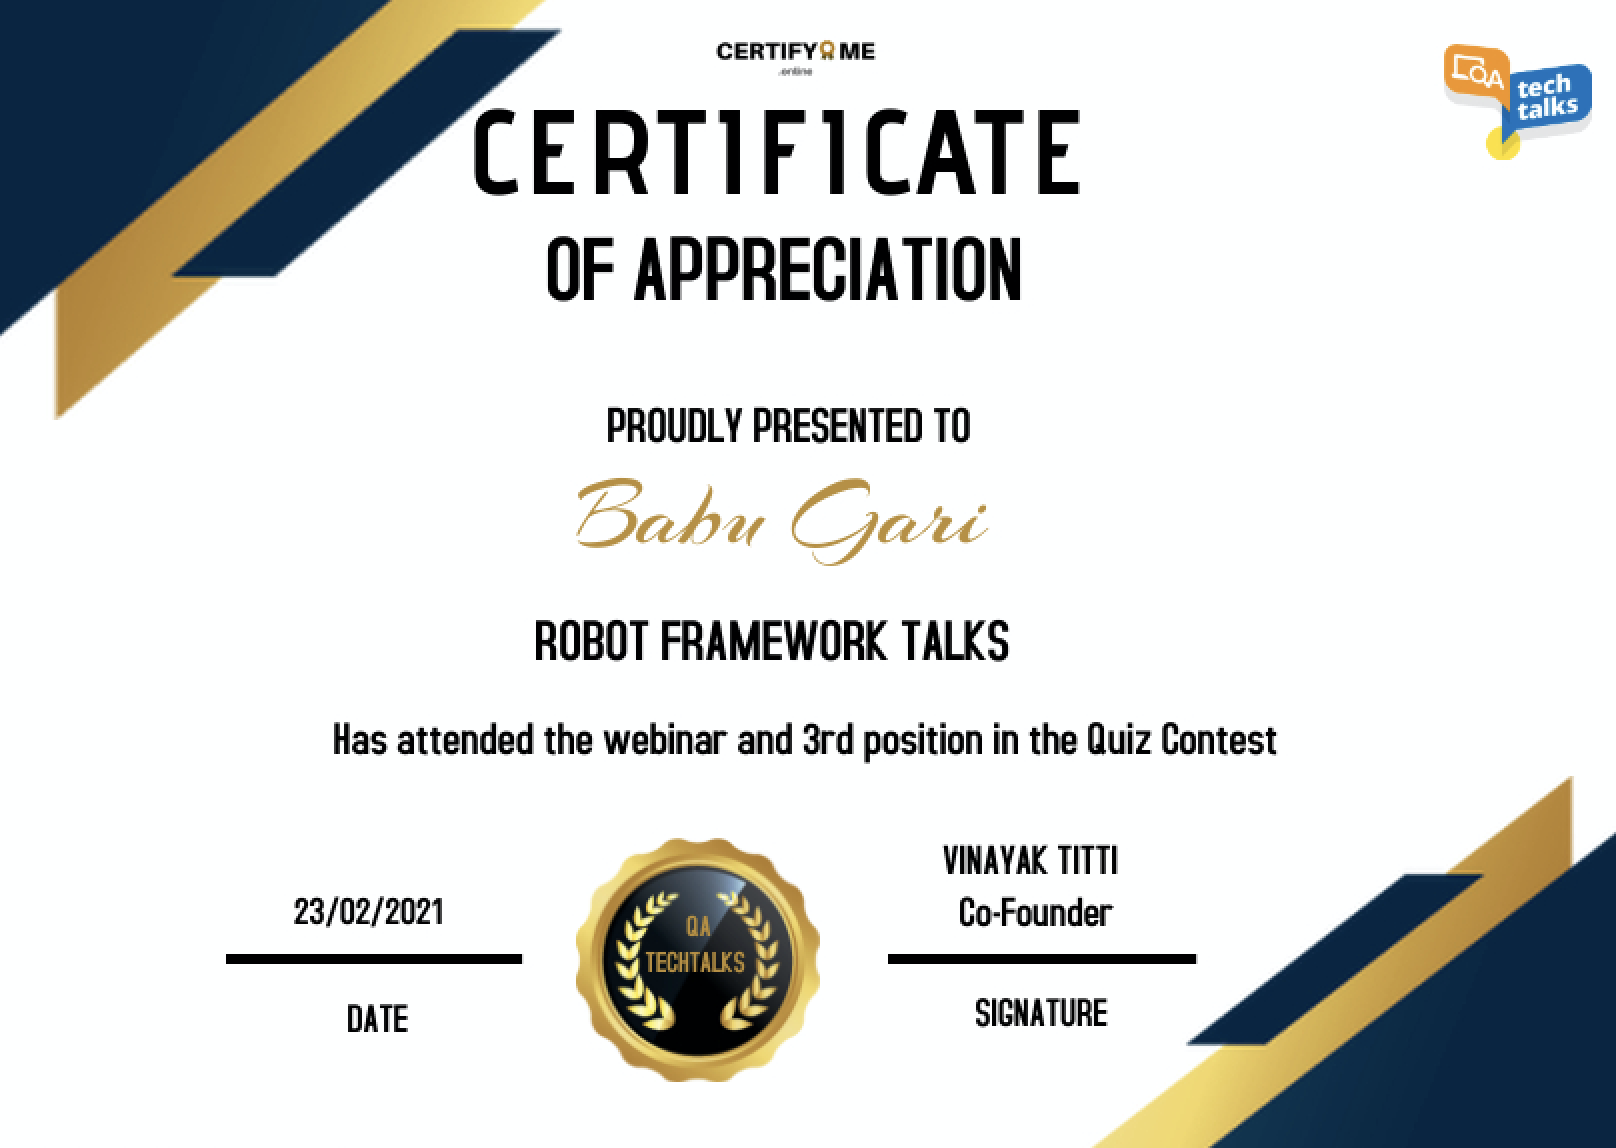 CERTIFY ME
.online
QA
tech
talks
CERTIFICATE
OF APPRECIATION
PROUDLY PRESENTED TO
Babu Gari
ROBOT FRAMEWORK TALKS
Has attended the webinar and 3rd position in the Quiz Contest
23/02/2021
DATE
QA
TECHTALKS
VINAYAK TITTI
Co-Founder
SIGNATURE